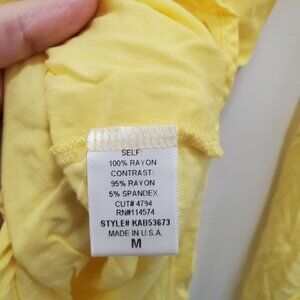 SELF:
100% RAYON
CONTRAST:
95% RAYON
5% SPANDEX
CUT# 4794
RN#114574
STYLE# KAB53673
MADE IN U.S.A.
M